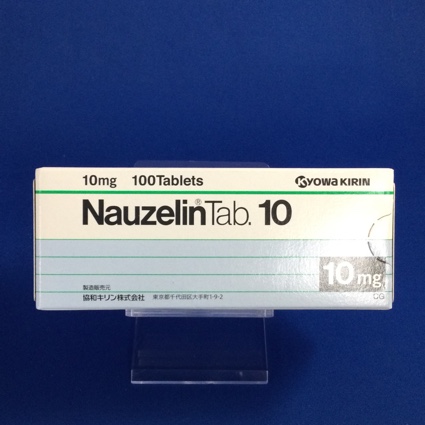 10mg 100Tablets
KYOWA KIRIN
Nauzelin® Tab. 10
10mg
製造販売元
協和キリン株式会社 東京都千代田区大手町1-9-2
CG